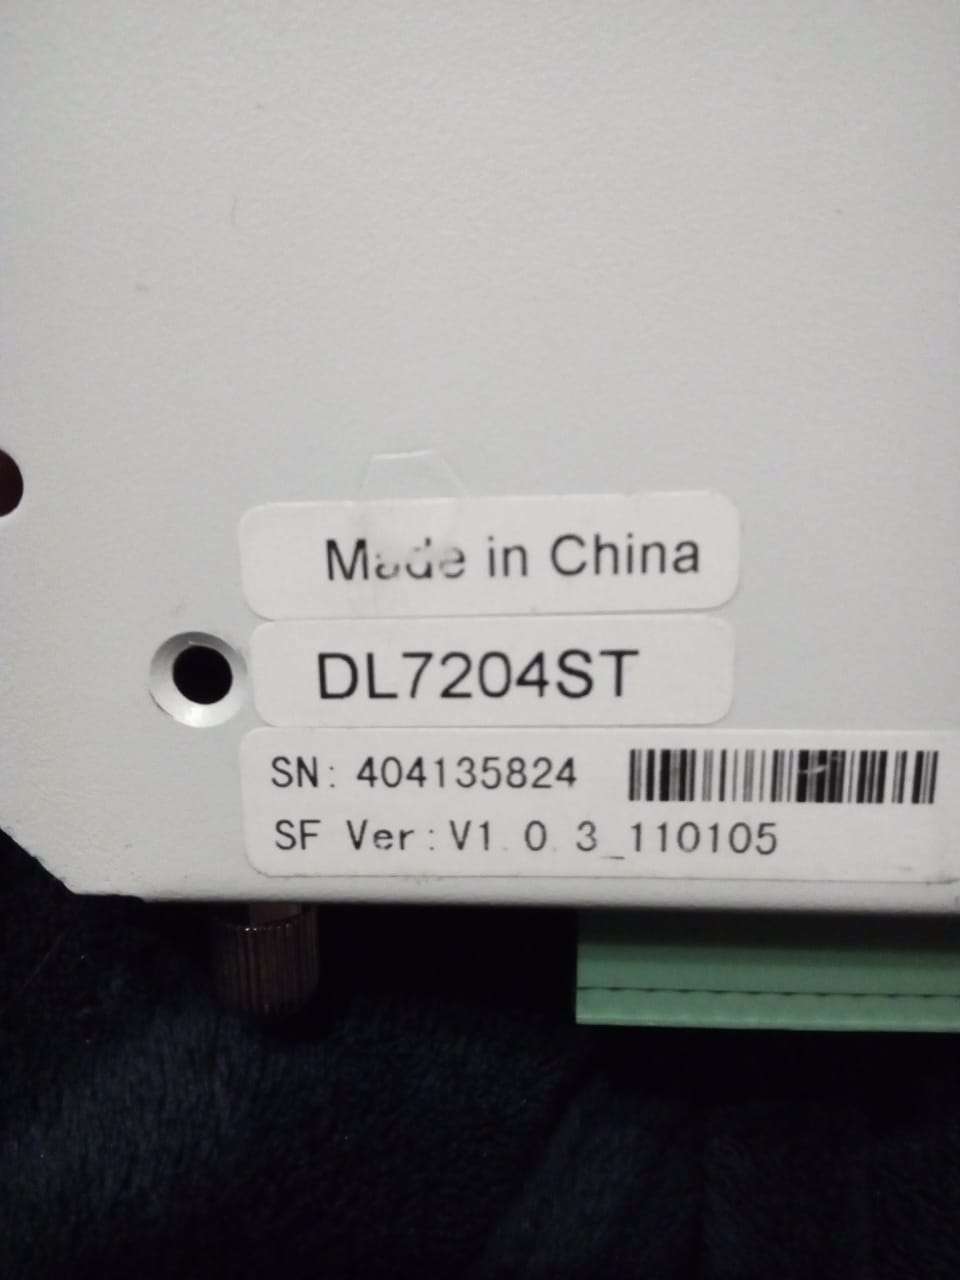 Made in China
DL7204ST
SN: 404135824
SF Ver:V1.0.3_110105